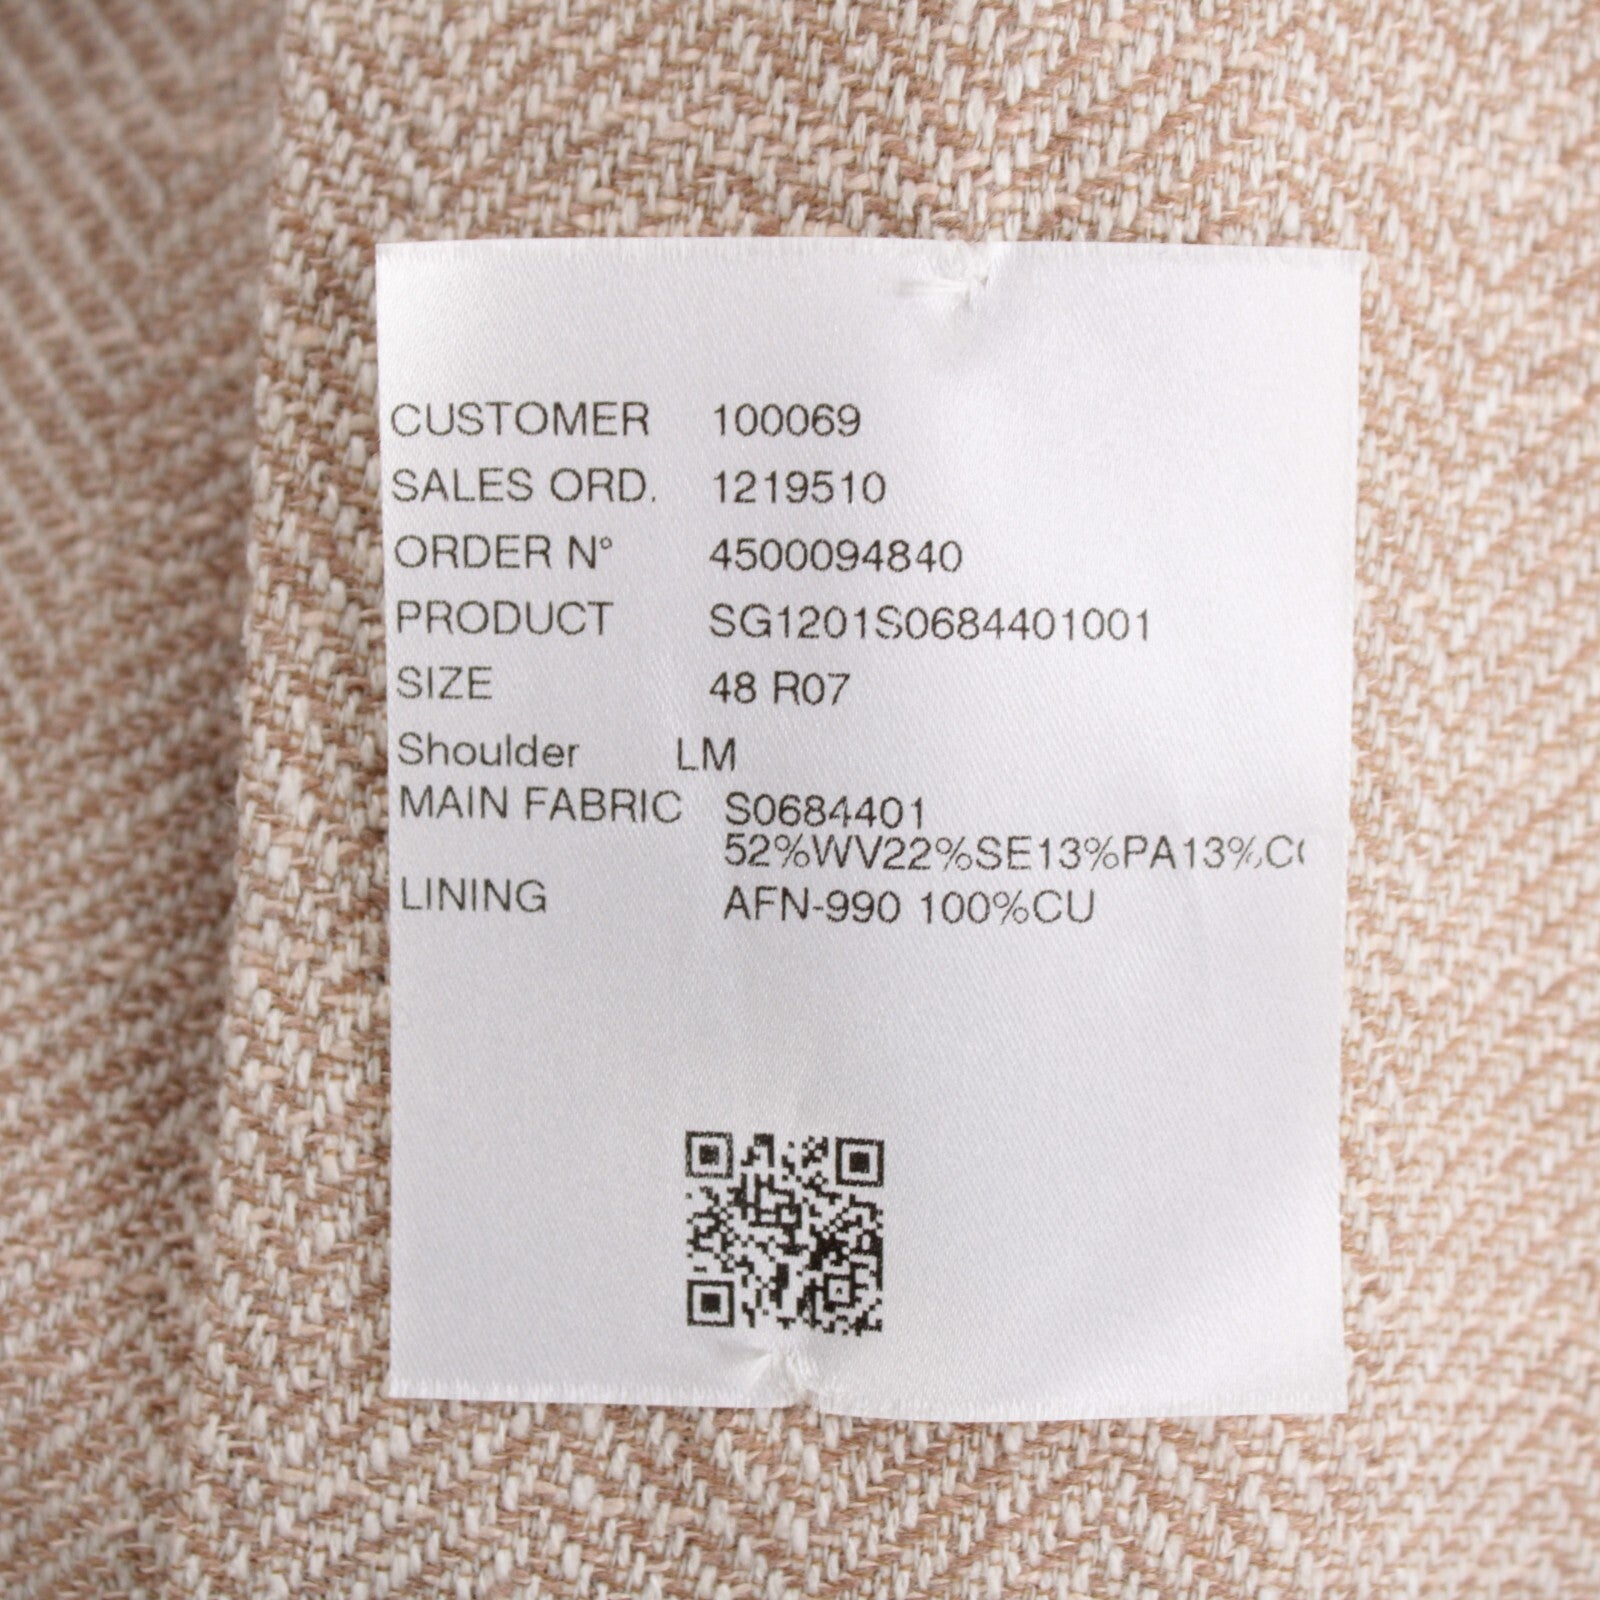 CUSTOMER 100069
SALES ORD. 1219510
ORDER N° 4500094840
PRODUCT SG1201S0684401001
SIZE 48 R07
Shoulder LM
MAIN FABRIC S0684401
52%WV22%SE13%PA13%C
LINING AFN-990 100%CU